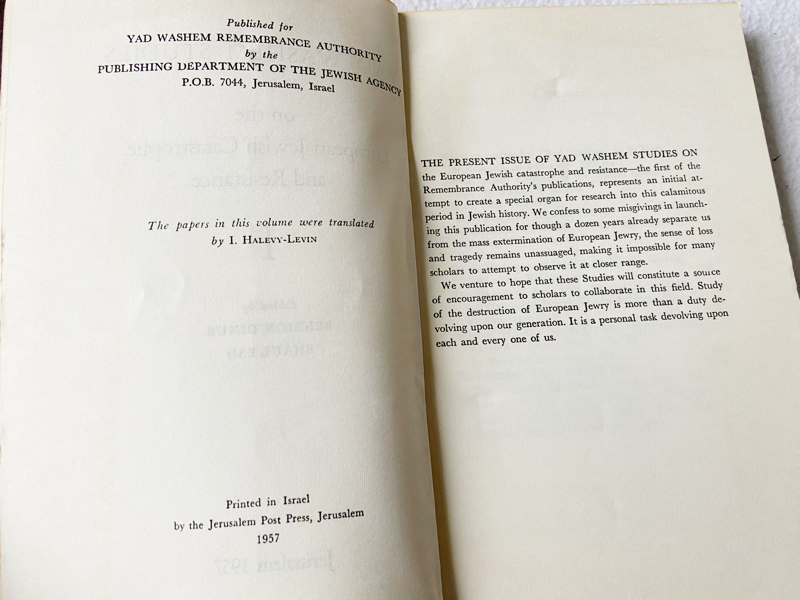 Published for
YAD WASHEM REMEMBRANCE AUTHORITY
by the
PUBLISHING DEPARTMENT OF THE JEWISH AGENCY
P.O.B. 7044, Jerusalem, Israel
The papers in this volume were translated
by I. HALEVY-LEVIN
Printed in Israel
by the Jerusalem Post Press, Jerusalem
1957
THE PRESENT ISSUE OF YAD WASHEM STUDIES ON
the European Jewish catastrophe and resistance—the first of the
Remembrance Authority's publications, represents an initial at-
tempt to create a special organ for research into this calamitous
period in Jewish history. We confess to some misgivings in launch-
ing this publication for though a dozen years already separate us
from the mass extermination of European Jewry, the sense of loss
and tragedy remains unassuaged, making it impossible for many
scholars to attempt to observe it at closer range.
We venture to hope that these Studies will constitute a source
of encouragement to scholars to collaborate in this field. Study
of the destruction of European Jewry is more than a duty de-
volving upon our generation. It is a personal task devolving upon
each and every one of us.